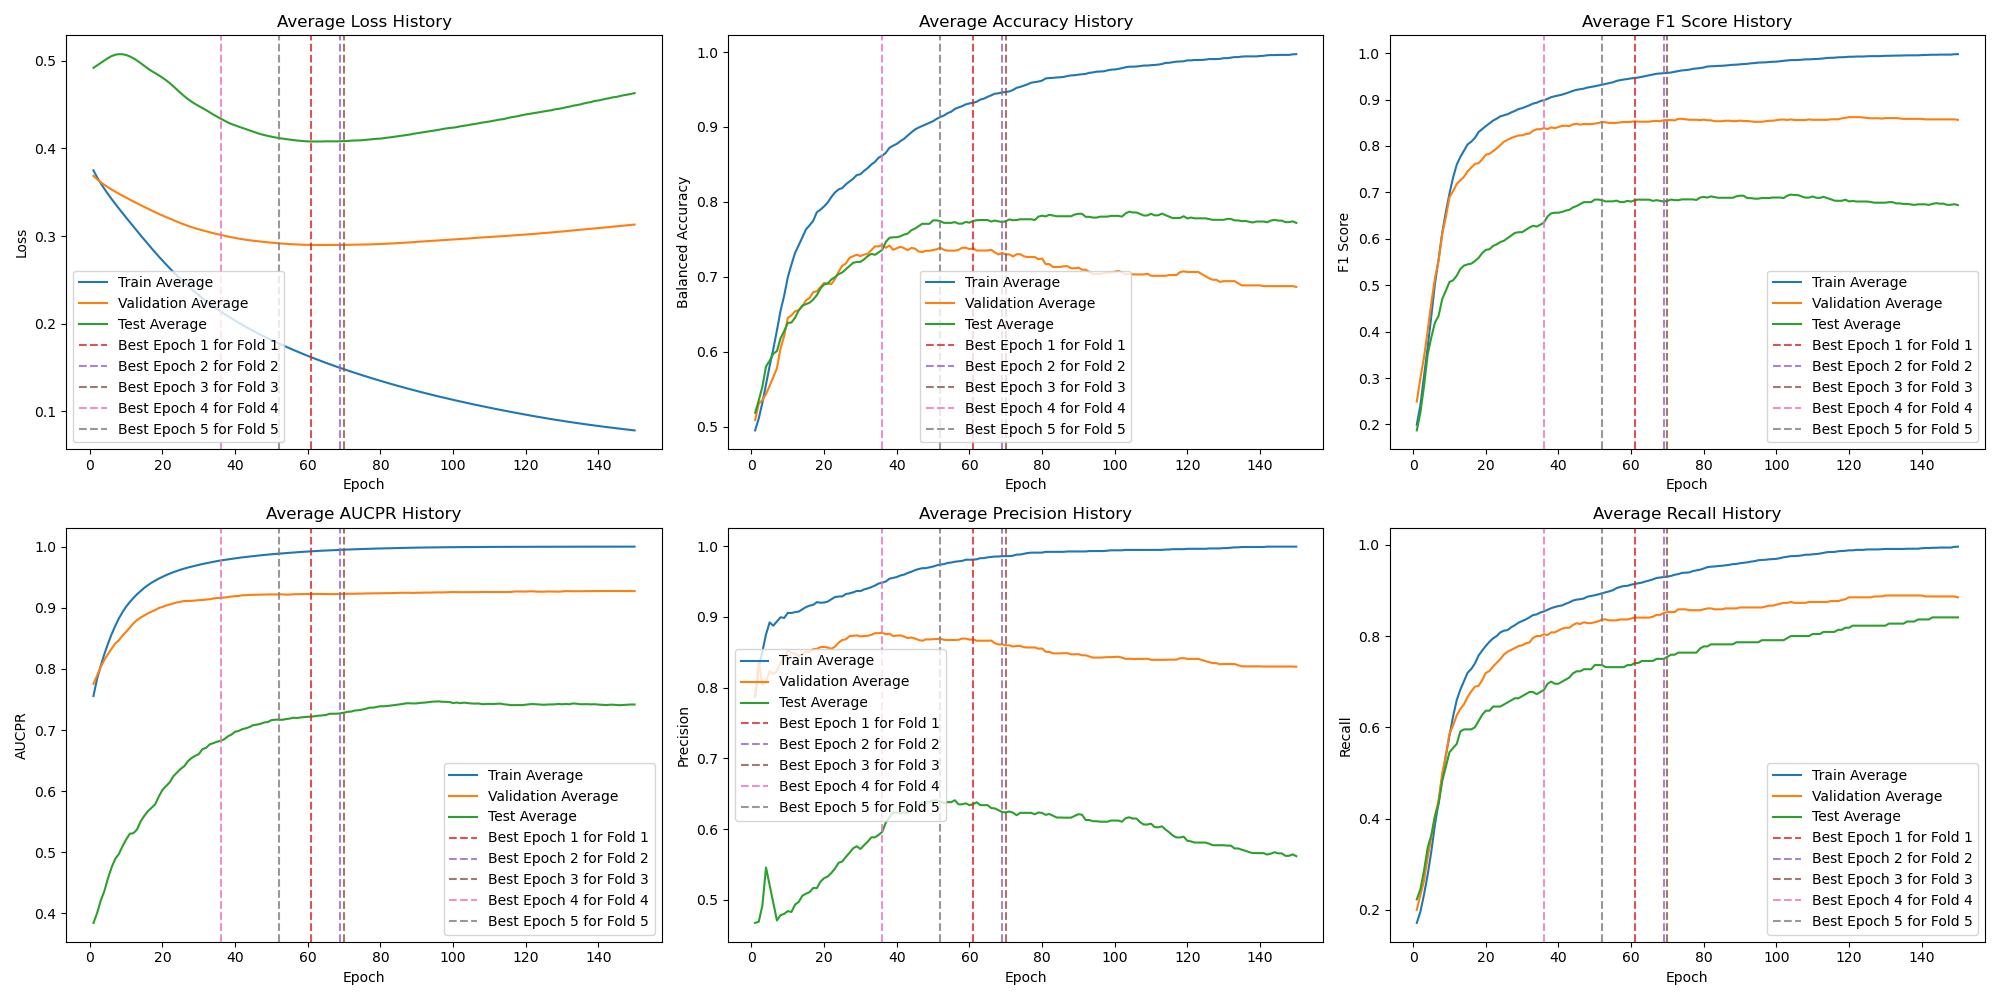 Average Loss History
Loss
0.5
0.4
0.3
0.2
0.1
Train Average
Validation Average
Test Average
Best Epoch 1 for Fold 1
Best Epoch 2 for Fold 2
Best Epoch 3 for Fold 3
Best Epoch 4 for Fold 4
Best Epoch 5 for Fold 5
0 20 40 60 80 100 120 140
Epoch
Average Accuracy History
Balanced Accuracy
1.0
0.9
0.8
0.7
0.6
0.5
Train Average
Validation Average
Test Average
Best Epoch 1 for Fold 1
Best Epoch 2 for Fold 2
Best Epoch 3 for Fold 3
Best Epoch 4 for Fold 4
Best Epoch 5 for Fold 5
0 20 40 60 80 100 120 140
Epoch
Average F1 Score History
F1 Score
1.0
0.9
0.8
0.7
0.6
0.5
0.4
0.3
0.2
Train Average
Validation Average
Test Average
Best Epoch 1 for Fold 1
Best Epoch 2 for Fold 2
Best Epoch 3 for Fold 3
Best Epoch 4 for Fold 4
Best Epoch 5 for Fold 5
0 20 40 60 80 100 120 140
Epoch
Average AUCPR History
AUCPR
1.0
0.9
0.8
0.7
0.6
0.5
0.4
Train Average
Validation Average
Test Average
Best Epoch 1 for Fold 1
Best Epoch 2 for Fold 2
Best Epoch 3 for Fold 3
Best Epoch 4 for Fold 4
Best Epoch 5 for Fold 5
0 20 40 60 80 100 120 140
Epoch
Average Precision History
Precision
1.0
0.9
0.8
0.7
0.6
0.5
Train Average
Validation Average
Test Average
Best Epoch 1 for Fold 1
Best Epoch 2 for Fold 2
Best Epoch 3 for Fold 3
Best Epoch 4 for Fold 4
Best Epoch 5 for Fold 5
0 20 40 60 80 100 120 140
Epoch
Average Recall History
Recall
1.0
0.8
0.6
0.4
0.2
Train Average
Validation Average
Test Average
Best Epoch 1 for Fold 1
Best Epoch 2 for Fold 2
Best Epoch 3 for Fold 3
Best Epoch 4 for Fold 4
Best Epoch 5 for Fold 5
0 20 40 60 80 100 120 140
Epoch